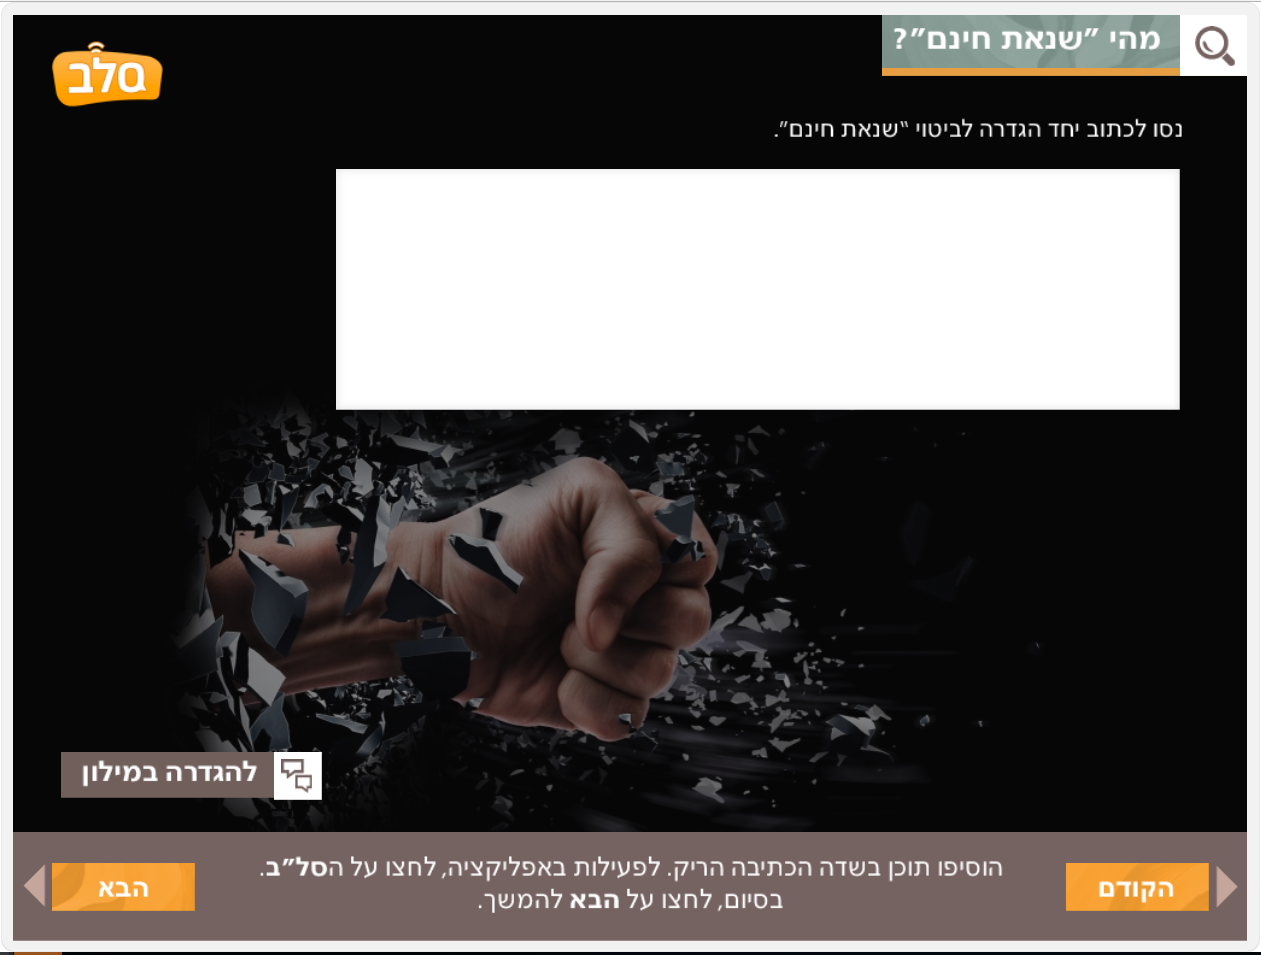 מהי ״שנאת חינם״?
סלב
נסו לכתוב יחד הגדרה לביטוי ״שנאת חינם״.
להגדרה במילון
הוסיפו תוכן בשדה הכתיבה הריק. לפעילות באפליקציה, לחצו על הסל״ב.
בסיום, לחצו על הבא להמשך.
הקודם
הבא